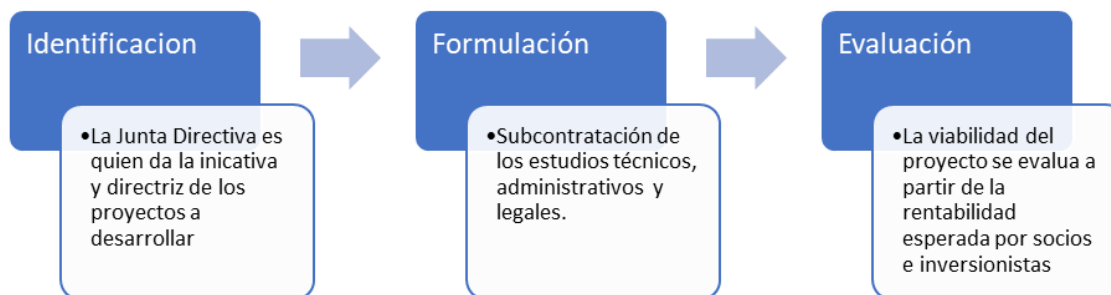 Identificacion
•La Junta Directiva es
quien da la inicativa
y directriz de los
proyectos a
desarrollar
Formulación
•Subcontratación de
los estudios técnicos,
administrativos y
legales.
Evaluación
•La viabilidad del
proyecto se evalua a
partir de la
rentabilidad
esperada por socios
e inversionistas